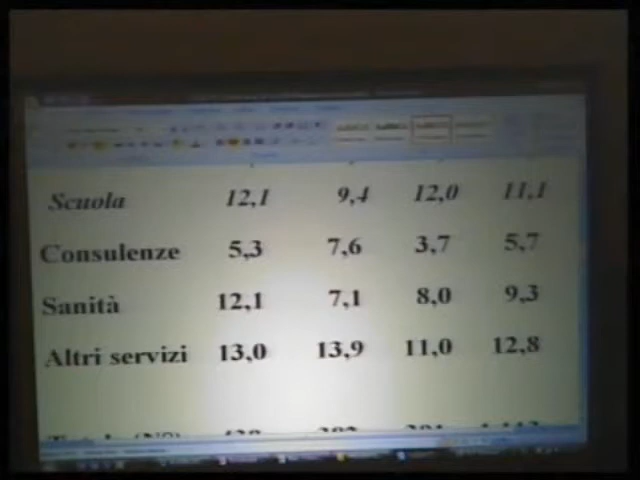 Scuola 12,1 9,4 12,0 11,1
Consulenze 5,3 7,6 3,7 5,7
Sanità 12,1 7,1 8,0 9,3
Altri servizi 13,0 13,9 11,0 12,8